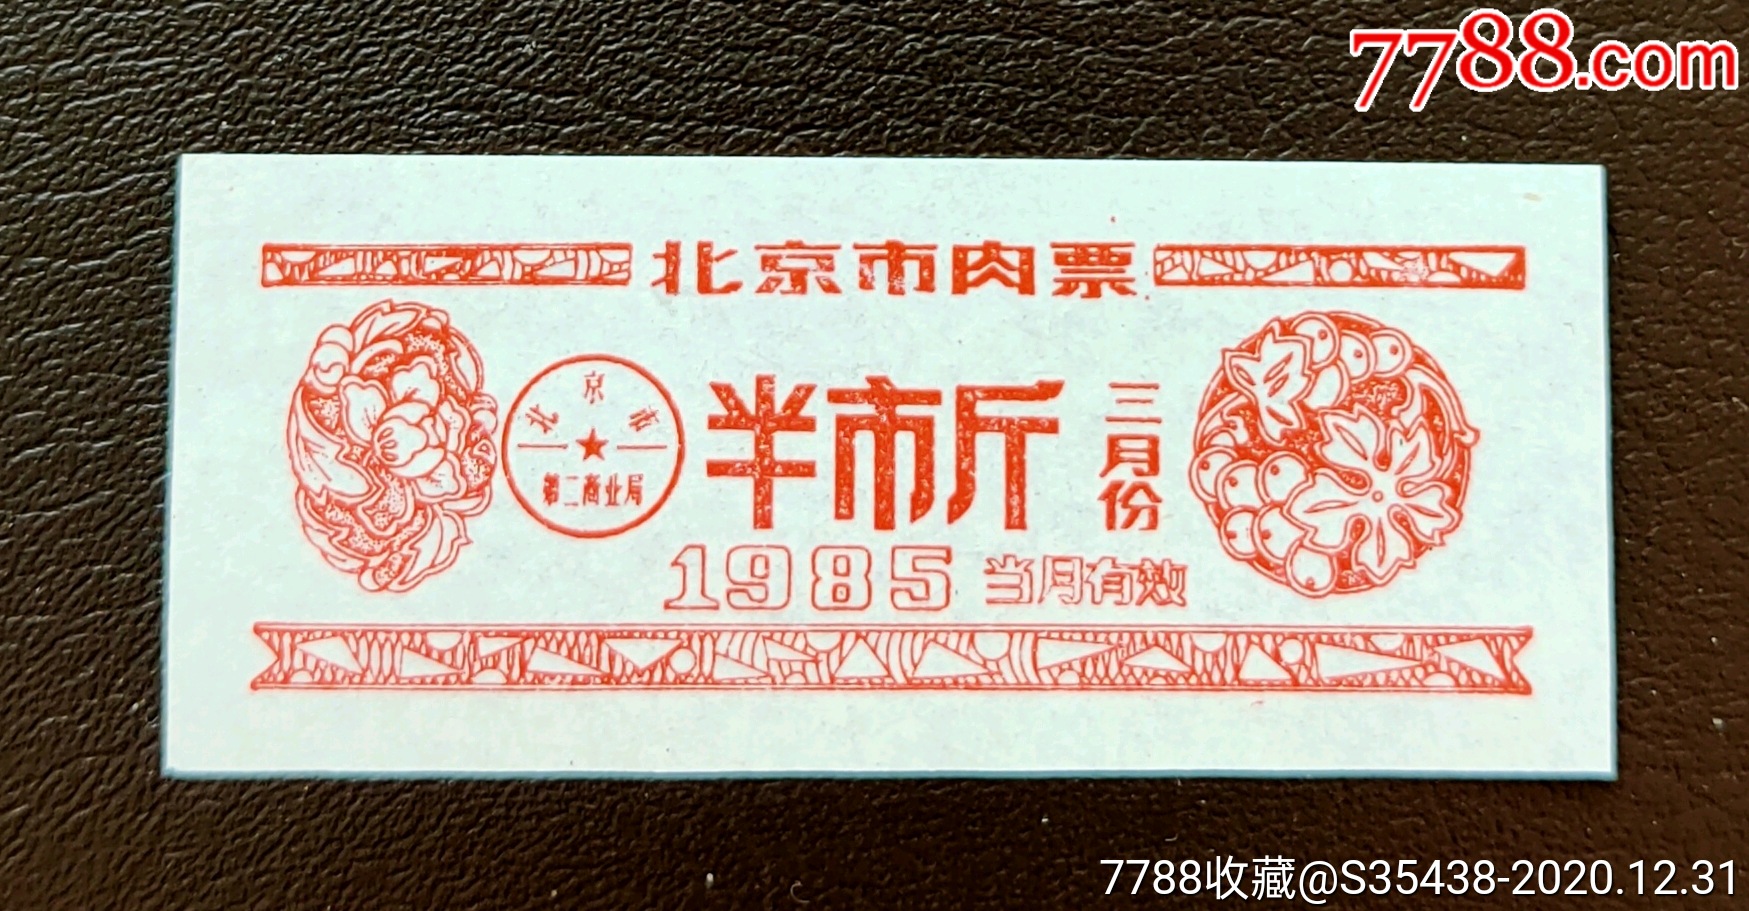 7788.com
北京市肉票
北京市
第二商业局
半市斤
三月份
1985 当月有效
7788收藏@S35438-2020.12.31